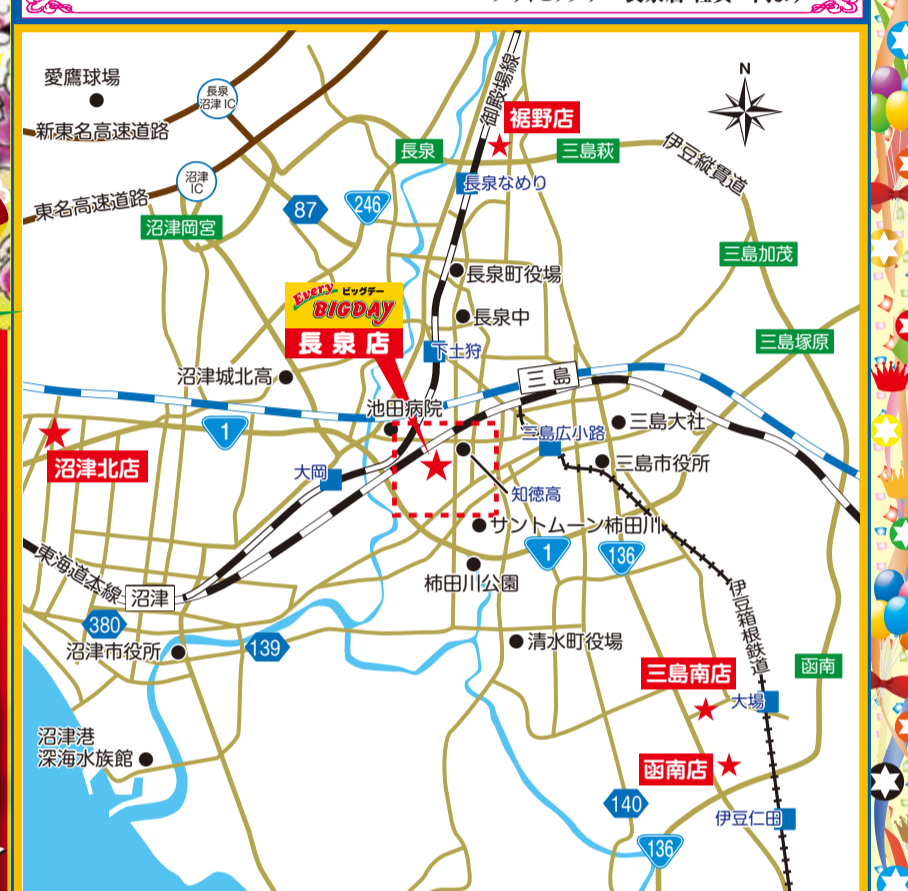 愛鷹球場
長泉
沼津IC
新東名高速道路
沼津
IC
東名高速道路
沼津岡宮
87
246
長泉
御殿場線
裾野店
三島萩
伊豆縦貫道
N
長泉なめり
三島加茂
三島塚原
長泉町役場
長泉中
下土狩
Every ビッグデー
BIGDAY
長泉店
沼津城北高
池田病院
三島
三島大社
三島広小路
三島市役所
1
沼津北店
大岡
知徳高
サントムーン柿田川
1
136
柿田川公園
東海道本線
沼津
380
沼津市役所
139
清水町役場
伊豆箱根鉄道
函南
三島南店
大場
函南店
沼津港
深海水族館
140
伊豆仁田
136